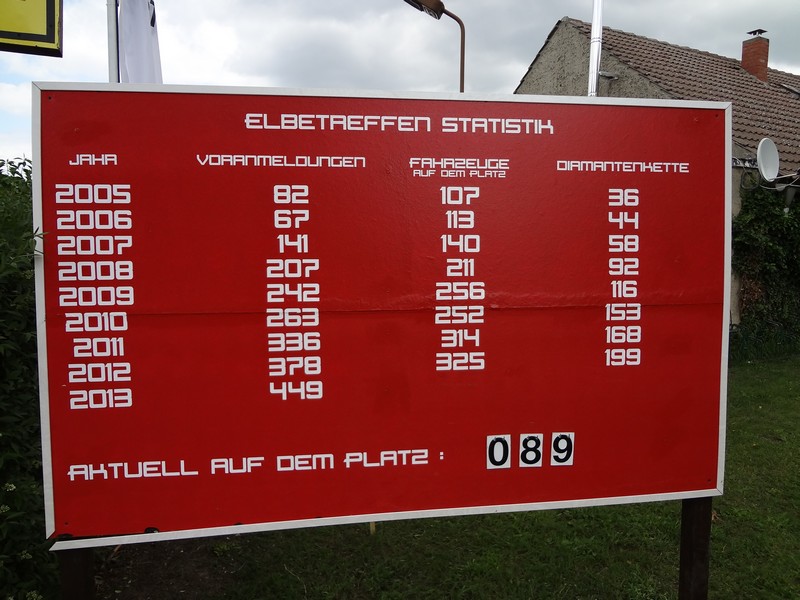 ELBETREFFEN STATISTIK
JAHR VORANMELDUNGEN FAHRZEUGE AUF DEM PLATZ DIAMANTENKETTE
2005 82 107 36
2006 67 113 44
2007 141 140 58
2008 207 211 92
2009 242 256 116
2010 263 252 153
2011 336 314 168
2012 378 325 199
2013 449
AKTUELL AUF DEM PLATZ : 089